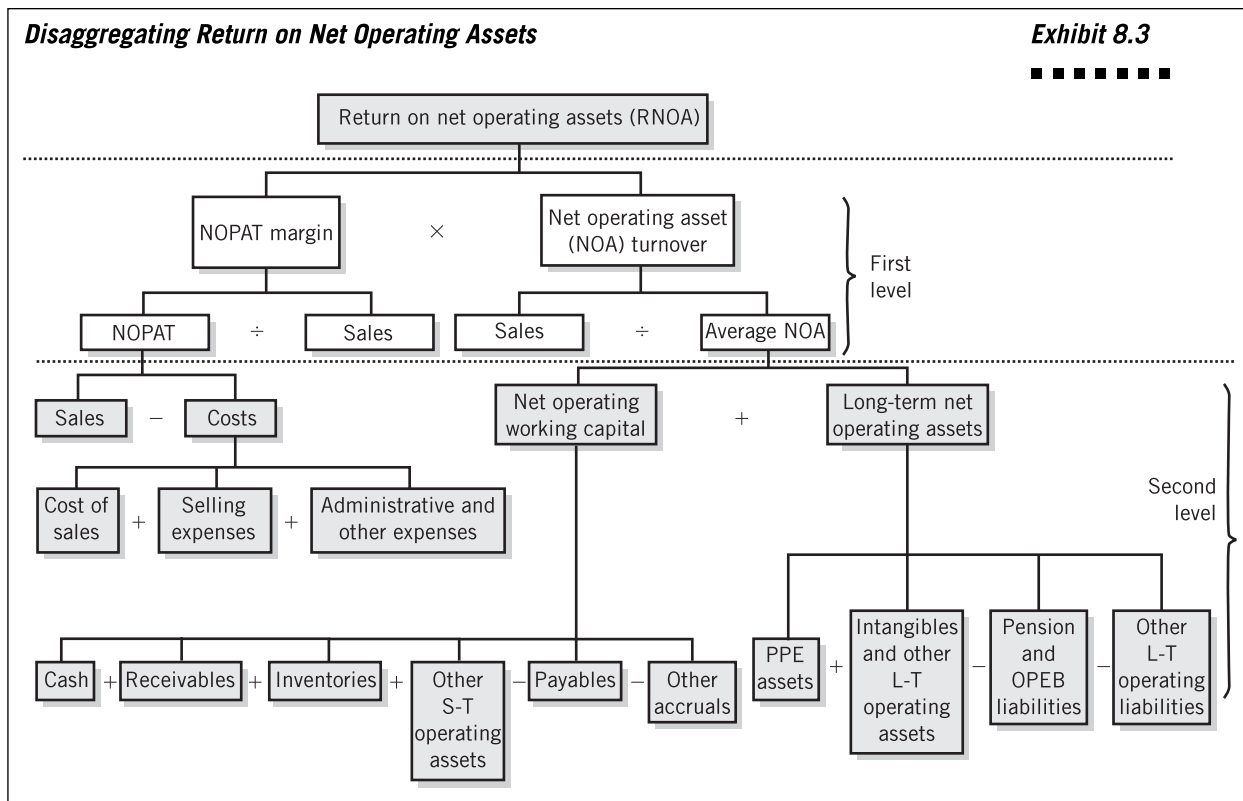 Disaggregating Return on Net Operating Assets
Exhibit 8.3
Return on net operating assets (RNOA)
NOPAT margin
×
Net operating asset
(NOA) turnover
First
level
NOPAT
÷
Sales
Sales
÷
Average NOA
Sales
−
Costs
Net operating
working capital
+
Long-term net
operating assets
Second
level
Cost of
sales
+
Selling
expenses
+
Administrative and
other expenses
Cash
+
Receivables
+
Inventories
+
Other
S-T
operating
assets
−
Payables
−
Other
accruals
PPE
assets
+
Intangibles
and other
L-T
operating
assets
−
Pension
and
OPEB
liabilities
−
Other
L-T
operating
liabilities